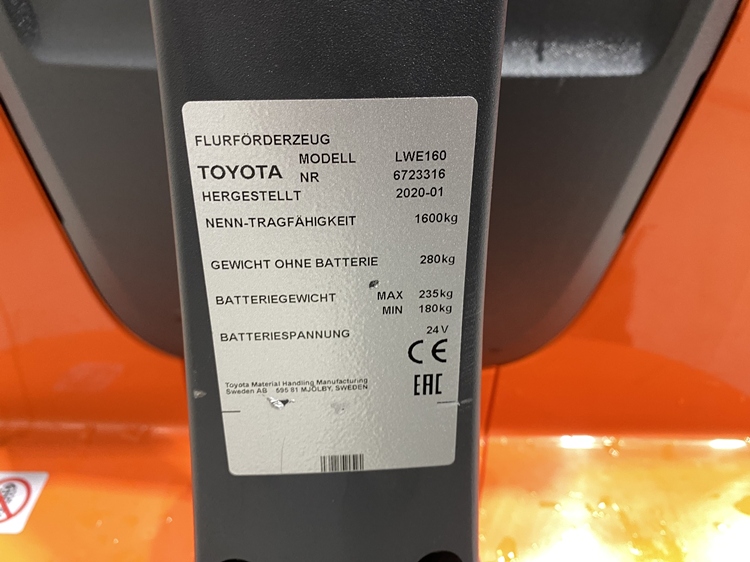 FLURFÖRDERZEUG
TOYOTA
MODELL LWE160
NR 6723316
HERGESTELLT 2020-01
NENN-TRAGFÄHIGKEIT 1600kg
GEWICHT OHNE BATTERIE 280kg
BATTERIEGEWICHT MAX 235kg
MIN 180kg
BATTERIESPANNUNG 24V
CE
EAC
Toyota Material Handling Manufacturing
Sweden AB 595 81 MJÖLBY, SWEDEN